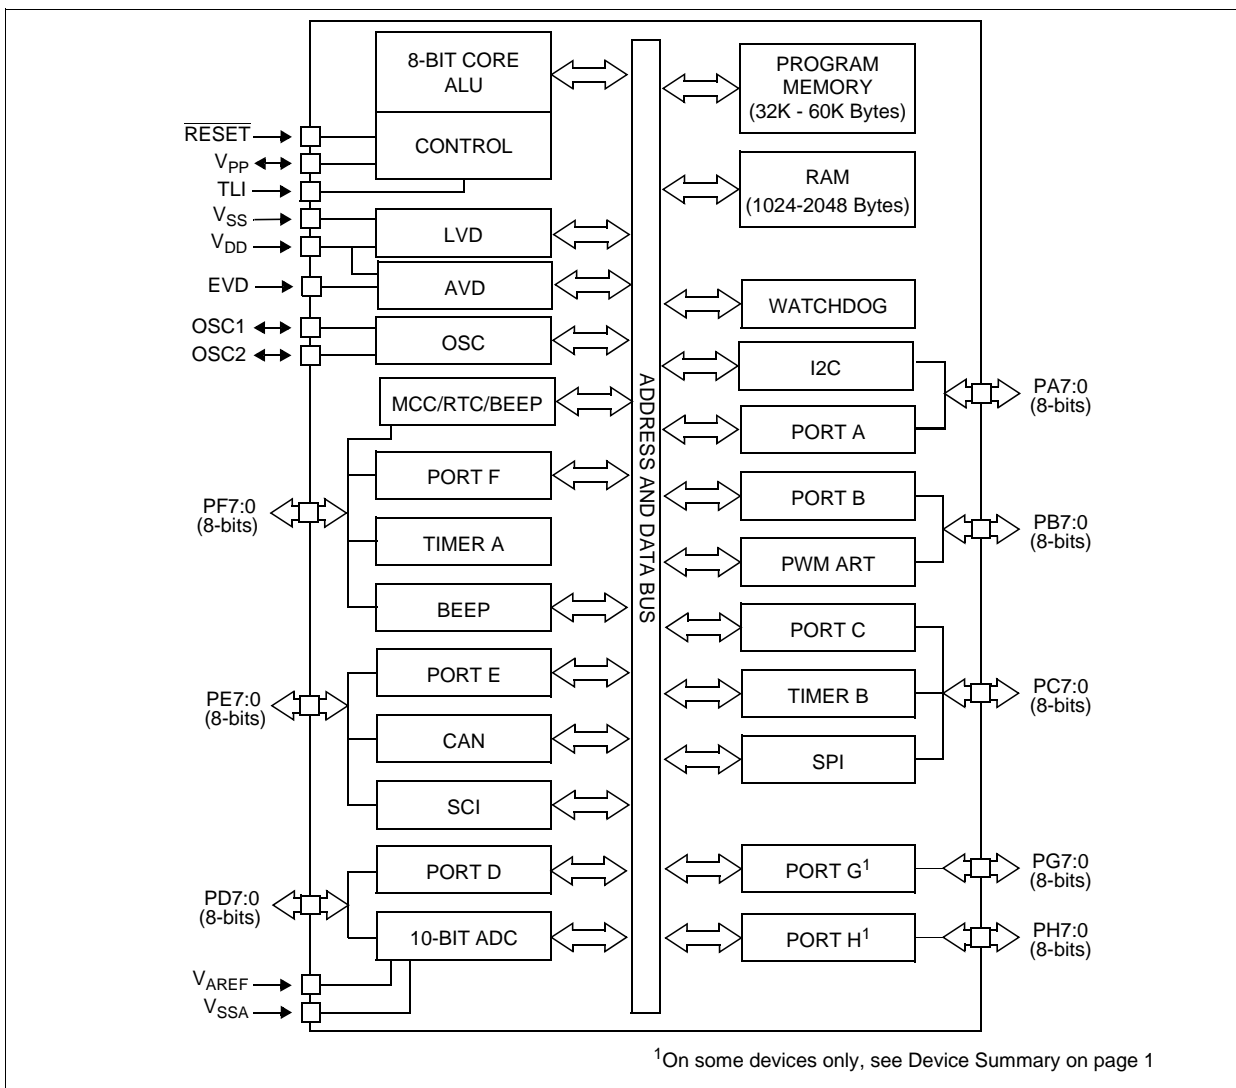 8-BIT CORE
ALU
CONTROL
RESET
VPP
TLI
VSS
VDD
EVD
OSC1
OSC2
LVD
AVD
OSC
MCC/RTC/BEEP
PORT F
TIMER A
BEEP
PF7:0
(8-bits)
PORT E
CAN
SCI
PE7:0
(8-bits)
PORT D
10-BIT ADC
PD7:0
(8-bits)
VAREF
VSSA
ADDRESS AND DATA BUS
PROGRAM
MEMORY
(32K - 60K Bytes)
RAM
(1024-2048 Bytes)
WATCHDOG
I2C
PORT A
PA7:0
(8-bits)
PORT B
PWM ART
PB7:0
(8-bits)
PORT C
TIMER B
SPI
PC7:0
(8-bits)
PORT G1
PG7:0
(8-bits)
PORT H1
PH7:0
(8-bits)
1On some devices only, see Device Summary on page 1